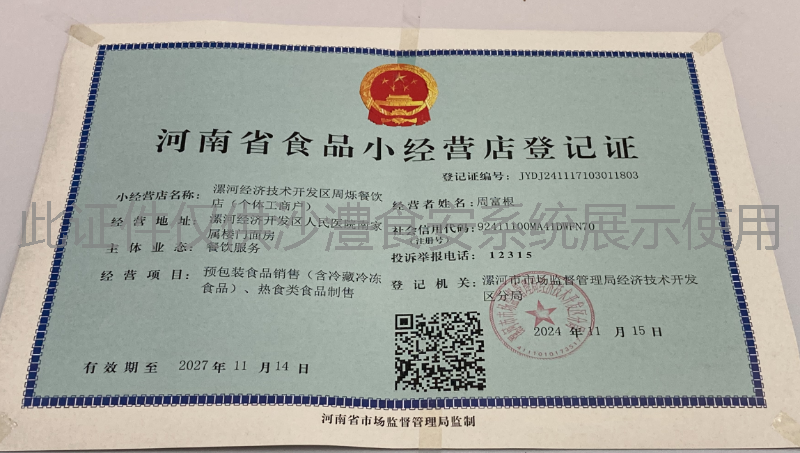 河南省食品小经营店登记证
登记证编号: JYDJ241117103011803
小经营店名称: 漯河经济技术开发区周烁餐饮
店（个体工商户）
经营者姓名: 周富根
经营地址: 漯河经济开发区人民医院南家
属楼门面房
社会信用代码: 92411100MA41DWFN70
（注册号）
主体业态: 餐饮服务
投诉举报电话: 12315
经营项目: 预包装食品销售（含冷藏冷冻
食品）、热食类食品制售
登记机关: 漯河市市场监督管理局经济技术开发
区分局
2024 年 11 月 15 日
有效期至 2027 年 11 月 14 日
河南省市场监督管理局监制
此证件仅供沙澧食安系统展示使用